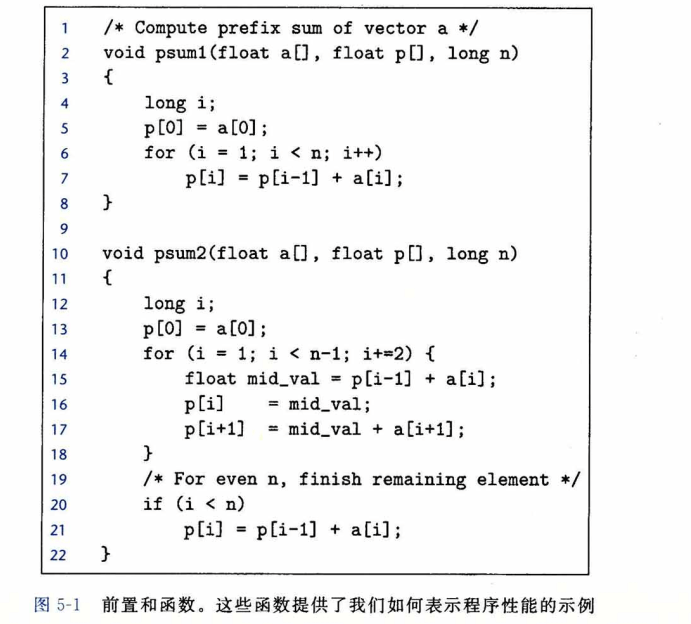 1 /* Compute prefix sum of vector a */
2 void psum1(float a[], float p[], long n)
3 {
4     long i;
5     p[0] = a[0];
6     for (i = 1; i < n; i++)
7         p[i] = p[i-1] + a[i];
8 }
9
10 void psum2(float a[], float p[], long n)
11 {
12     long i;
13     p[0] = a[0];
14     for (i = 1; i < n-1; i+=2) {
15         float mid_val = p[i-1] + a[i];
16         p[i]    = mid_val;
17         p[i+1]  = mid_val + a[i+1];
18     }
19     /* For even n, finish remaining element */
20     if (i < n)
21         p[i] = p[i-1] + a[i];
22 }
图 5-1 前置和函数。这些函数提供了我们如何表示程序性能的示例